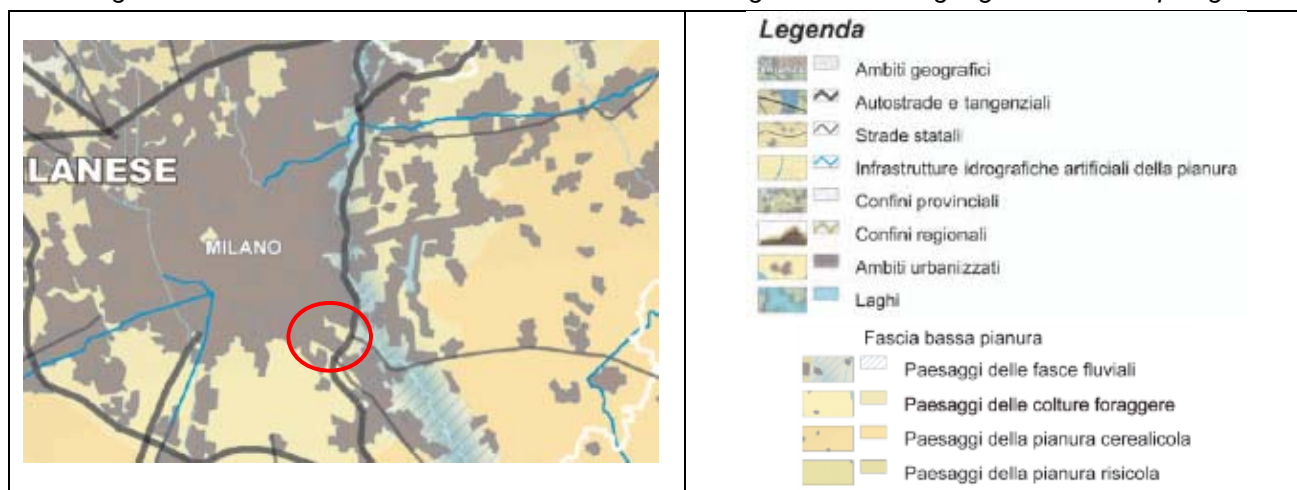 LANESE
MILANO
Legenda
Ambiti geografici
Autostrade e tangenziali
Strade statali
Infrastrutture idrografiche artificiali della pianura
Confini provinciali
Confini regionali
Ambiti urbanizzati
Laghi
Fascia bassa pianura
Paesaggi delle fasce fluviali
Paesaggi delle colture foraggere
Paesaggi della pianura cerealicola
Paesaggi della pianura risicola